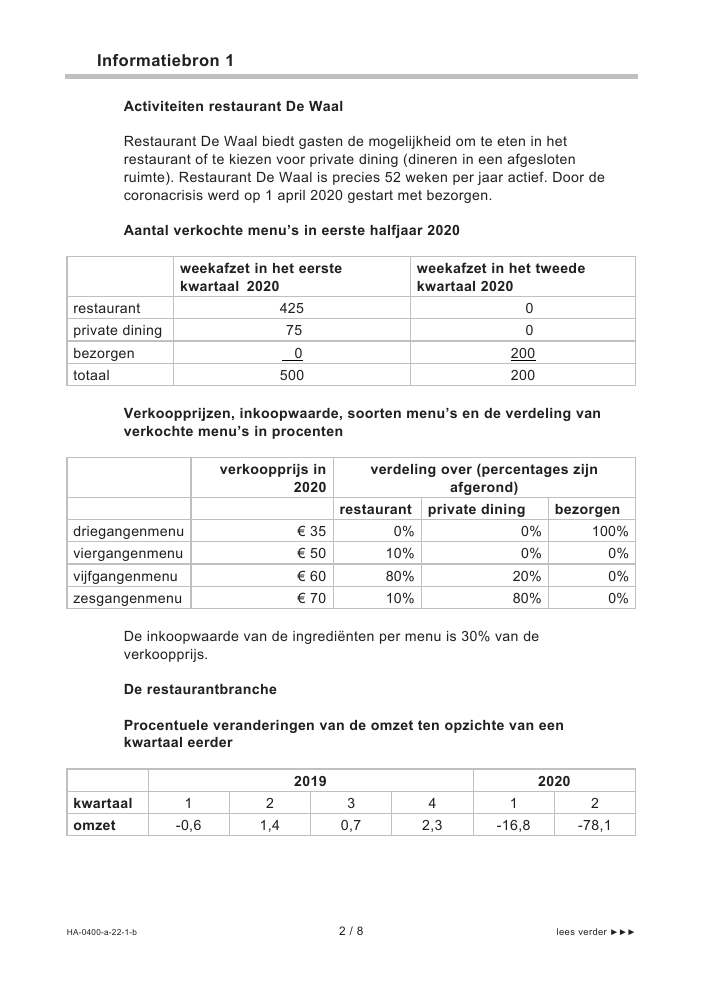 Informatiebron 1
Activiteiten restaurant De Waal
Restaurant De Waal biedt gasten de mogelijkheid om te eten in het
restaurant of te kiezen voor private dining (dineren in een afgesloten
ruimte). Restaurant De Waal is precies 52 weken per jaar actief. Door de
coronacrisis werd op 1 april 2020 gestart met bezorgen.
Aantal verkochte menu's in eerste halfjaar 2020
weekafzet in het eerste kwartaal 2020 weekafzet in het tweede kwartaal 2020
restaurant 425 0
private dining 75 0
bezorgen 0 200
totaal 500 200
Verkoopprijzen, inkoopwaarde, soorten menu's en de verdeling van
verkochte menu's in procenten
verkoopprijs in 2020 verdeling over (percentages zijn afgerond)
restaurant private dining bezorgen
driegangenmenu € 35 0% 0% 100%
viergangenmenu € 50 10% 0% 0%
vijfgangenmenu € 60 80% 20% 0%
zesgangenmenu € 70 10% 80% 0%
De inkoopwaarde van de ingrediënten per menu is 30% van de
verkoopprijs.
De restaurantbranche
Procentuele veranderingen van de omzet ten opzichte van een
kwartaal eerder
2019 2020
kwartaal 1 2 3 4 1 2
omzet -0,6 1,4 0,7 2,3 -16,8 -78,1
HA-0400-a-22-1-b 2 / 8 lees verder ►►►